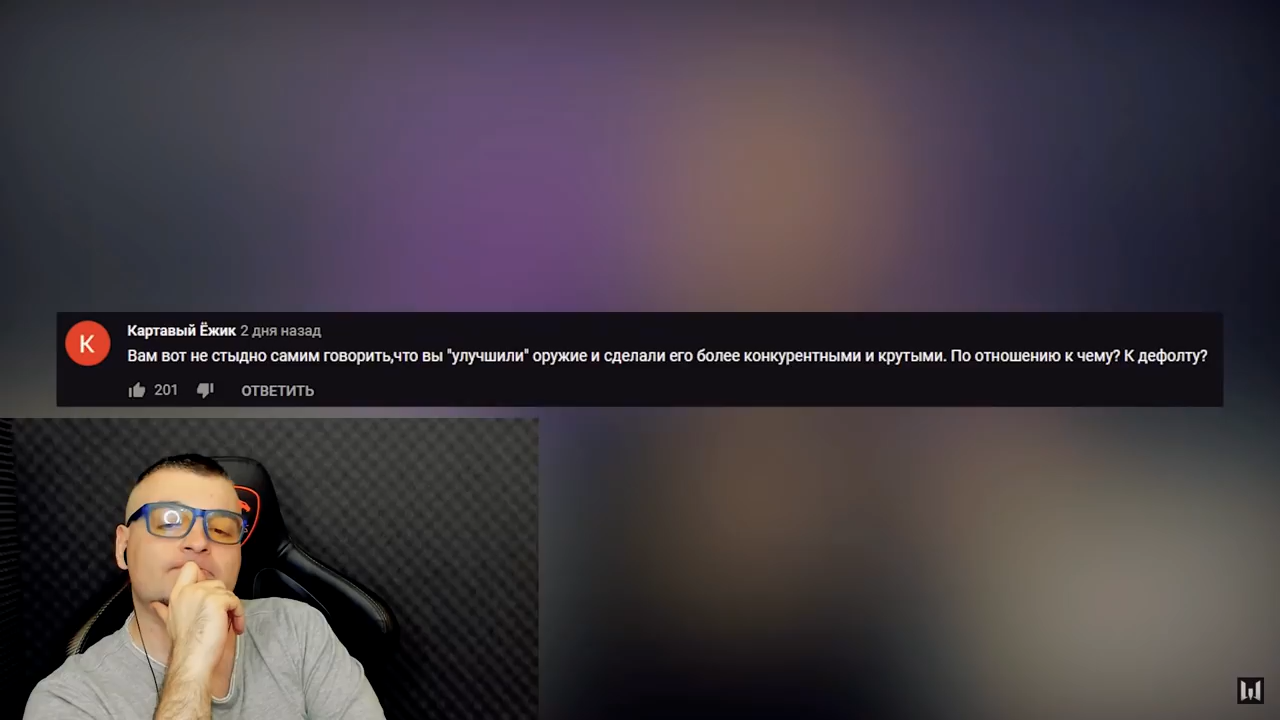 К
Картавый Ёжик 2 дня назад
Вам вот не стыдно самим говорить,что вы "улучшили" оружие и сделали его более конкурентными и крутыми. По отношению к чему? К дефолту?
201 ОТВЕТИТЬ